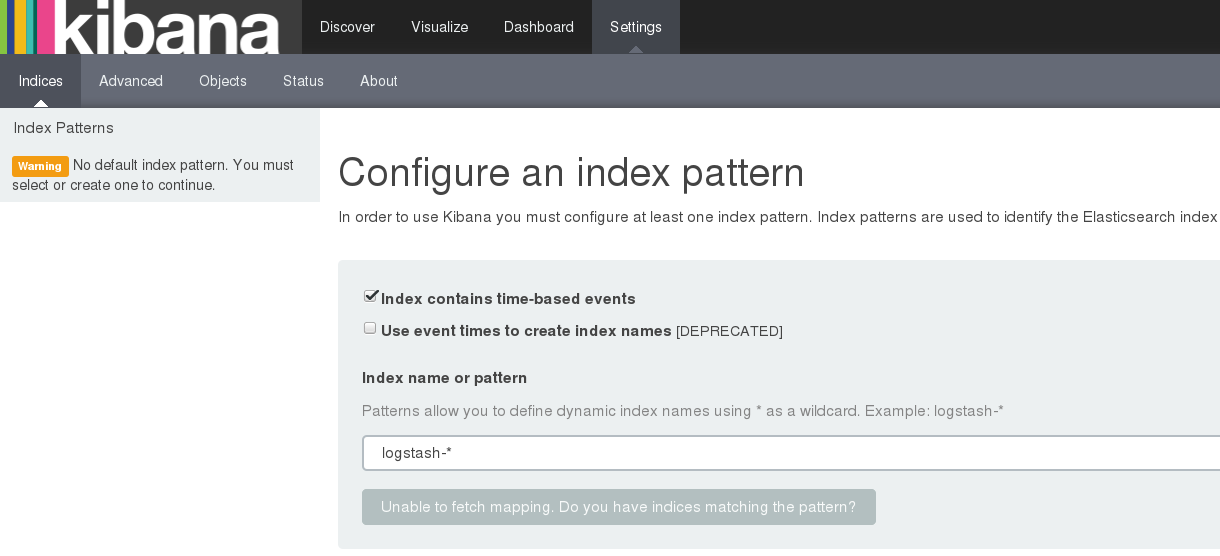 kibana
Discover Visualize Dashboard Settings
Indices Advanced Objects Status About
Index Patterns
Warning No default index pattern. You must
select or create one to continue.
Configure an index pattern
In order to use Kibana you must configure at least one index pattern. Index patterns are used to identify the Elasticsearch index
Index contains time-based events
Use event times to create index names [DEPRECATED]
Index name or pattern
Patterns allow you to define dynamic index names using * as a wildcard. Example: logstash-*
logstash-*
Unable to fetch mapping. Do you have indices matching the pattern?